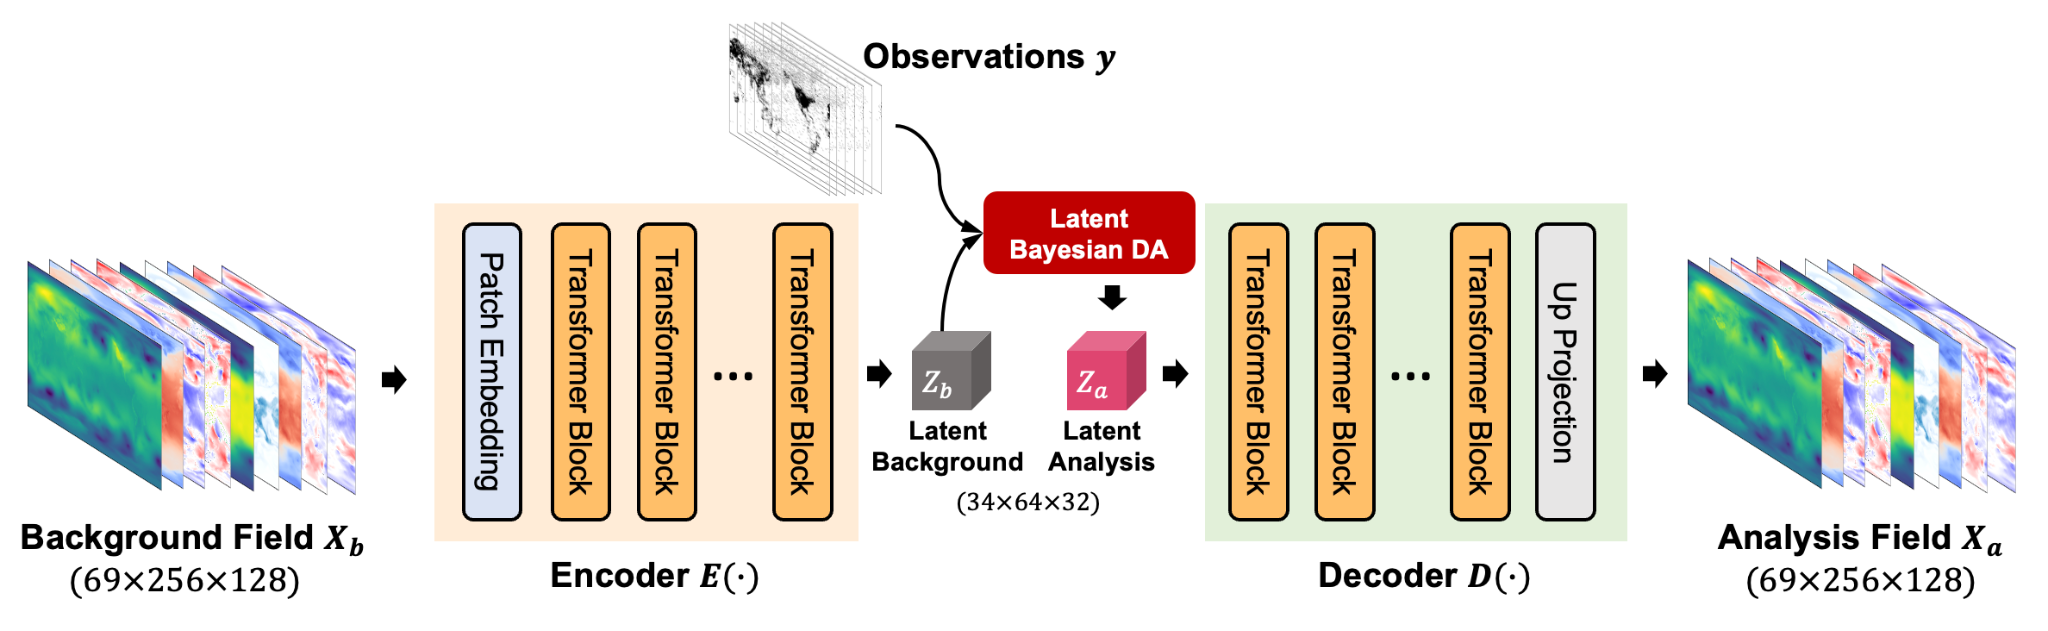 Observations y
Latent
Bayesian DA
Patch Embedding
Transformer Block
Transformer Block
...
Transformer Block
Z_b
Latent
Background
Z_a
Latent
Analysis
(34×64×32)
Transformer Block
Transformer Block
...
Transformer Block
Up Projection
Background Field X_b
(69×256×128)
Encoder E(·)
Decoder D(·)
Analysis Field X_a
(69×256×128)